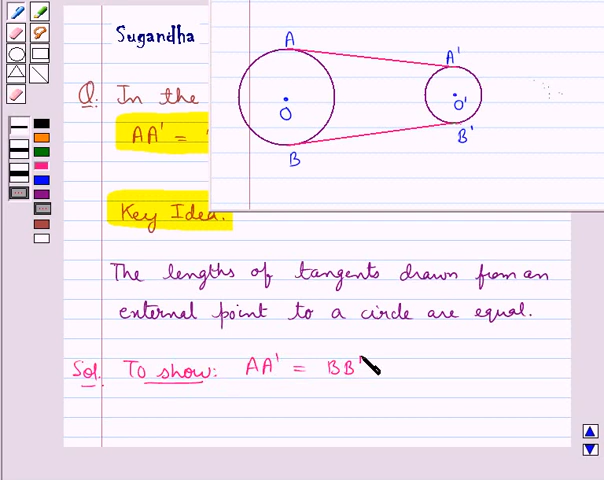 Sugandha
A
A'
O
O'
B
B'
Q. In the
AA' =
Key Idea.
The lengths of tangents drawn from an
external point to a circle are equal.
Sol. To show: AA' = BB'